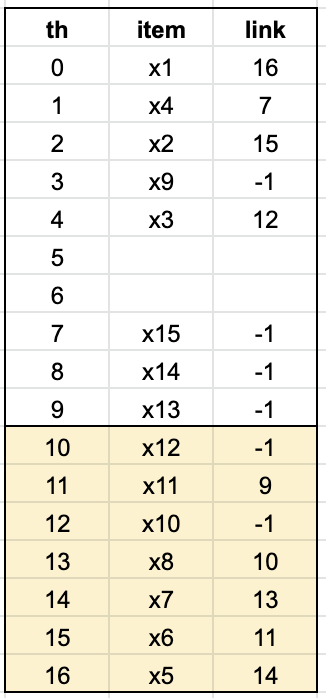 th item link
0 x1 16
1 x4 7
2 x2 15
3 x9 -1
4 x3 12
5
6
7 x15 -1
8 x14 -1
9 x13 -1
10 x12 -1
11 x11 9
12 x10 -1
13 x8 10
14 x7 13
15 x6 11
16 x5 14